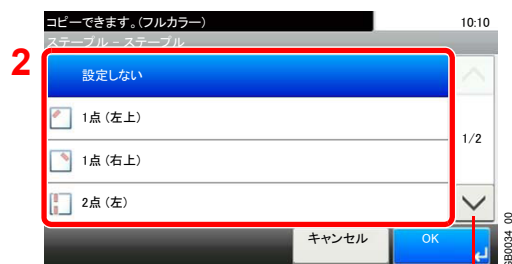 コピーできます。(フルカラー)
10:10
ステープル - ステープル
2
設定しない
1点 (左上)
1点 (右上)
1/2
2点 (左)
キャンセル
OK
GB0034_00